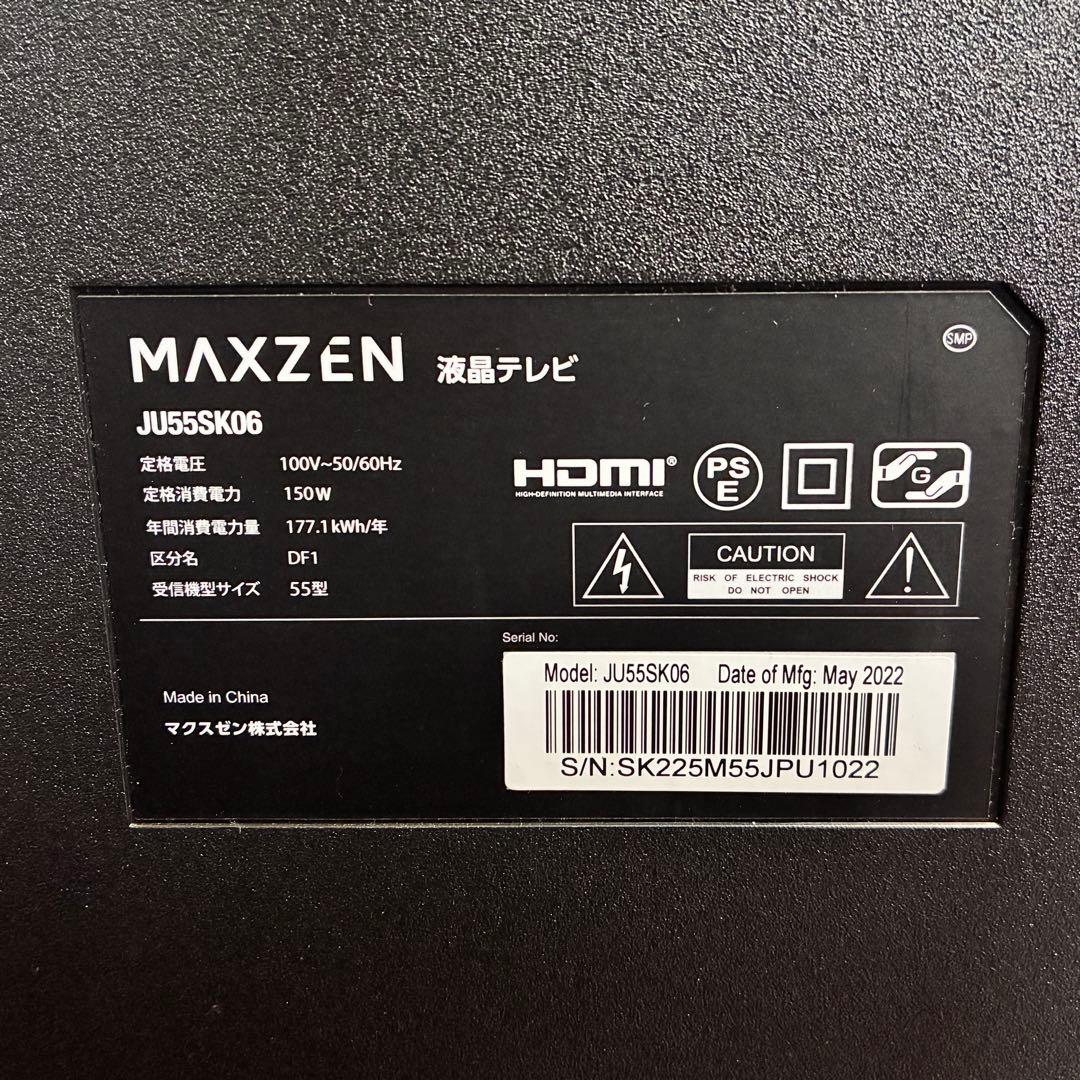 MAXZEN 液晶テレビ
SMP
JU55SK06
定格電圧 100V~50/60Hz
定格消費電力 150W
年間消費電力量 177.1kWh/年
区分名 DF1
受信機型サイズ 55型
HDMI®
HIGH-DEFINITION MULTIMEDIA INTERFACE
PS
E
G
CAUTION
RISK OF ELECTRIC SHOCK
DO NOT OPEN
Serial No:
Model: JU55SK06 Date of Mfg: May 2022
S/N:SK225M55JPU1022
Made in China
マクスゼン株式会社